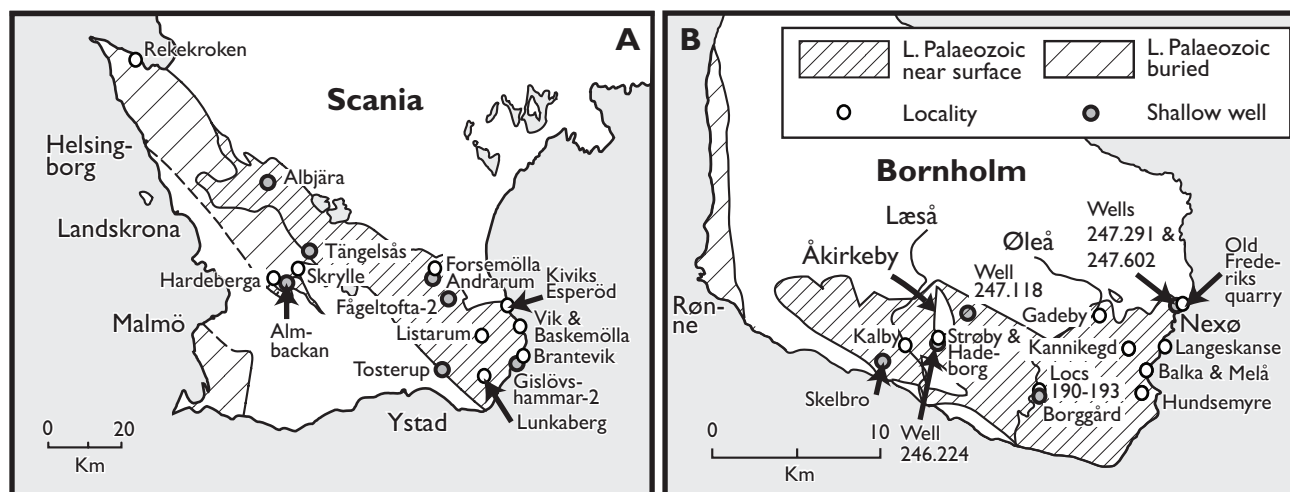 A
Rekekroken
Scania
Helsing-
borg
Albjära
Landskrona
Tängelsås
Hardeberga
Skrylle
Forsemölla
Andrarum
Kiviks
Esperöd
Fågeltofta-2
Malmö
Alm-
backan
Listarum
Vik &
Baskemölla
Brantevik
Tosterup
Gislövs-
hammar-2
Ystad
Lunkaberg
0 20
Km
B
L. Palaeozoic
near surface
L. Palaeozoic
buried
Locality
Shallow well
Bornholm
Læså
Wells
247.291 &
247.602
Øleå
Old
Frede-
riks
quarry
Åkirkeby
Well
247.118
Røn-
ne
Gadeby
Nexø
Kalby
Strøby &
Hade-
borg
Kannikegd
Langeskanse
Locs
190-193
Balka & Melå
Skelbro
Borggård
Hundsemyre
Well
246.224
0 10
Km